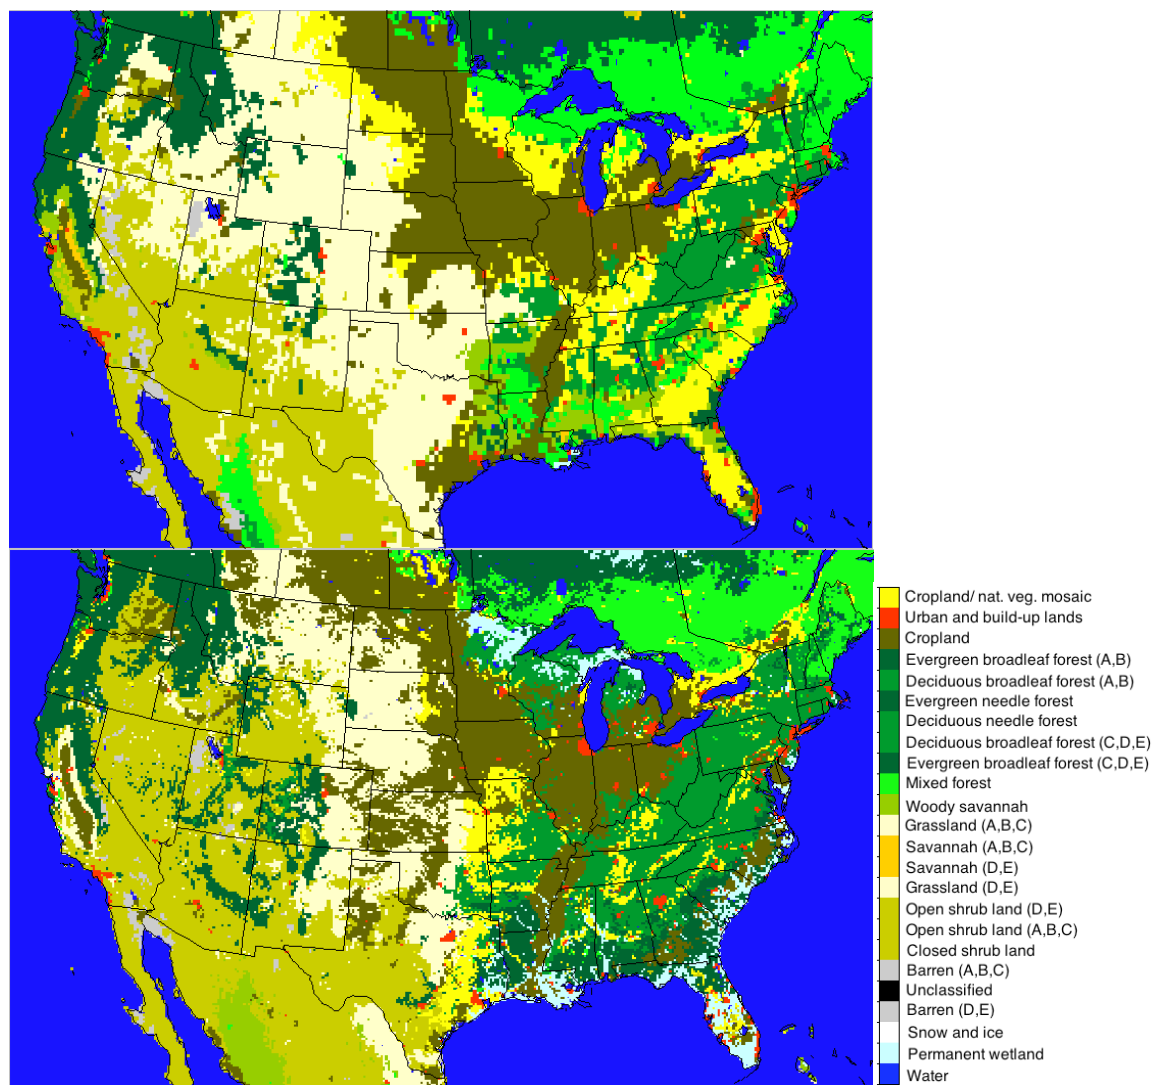 Cropland/ nat. veg. mosaic
Urban and build-up lands
Cropland
Evergreen broadleaf forest (A,B)
Deciduous broadleaf forest (A,B)
Evergreen needle forest
Deciduous needle forest
Deciduous broadleaf forest (C,D,E)
Evergreen broadleaf forest (C,D,E)
Mixed forest
Woody savannah
Grassland (A,B,C)
Savannah (A,B,C)
Savannah (D,E)
Grassland (D,E)
Open shrub land (D,E)
Open shrub land (A,B,C)
Closed shrub land
Barren (A,B,C)
Unclassified
Barren (D,E)
Snow and ice
Permanent wetland
Water